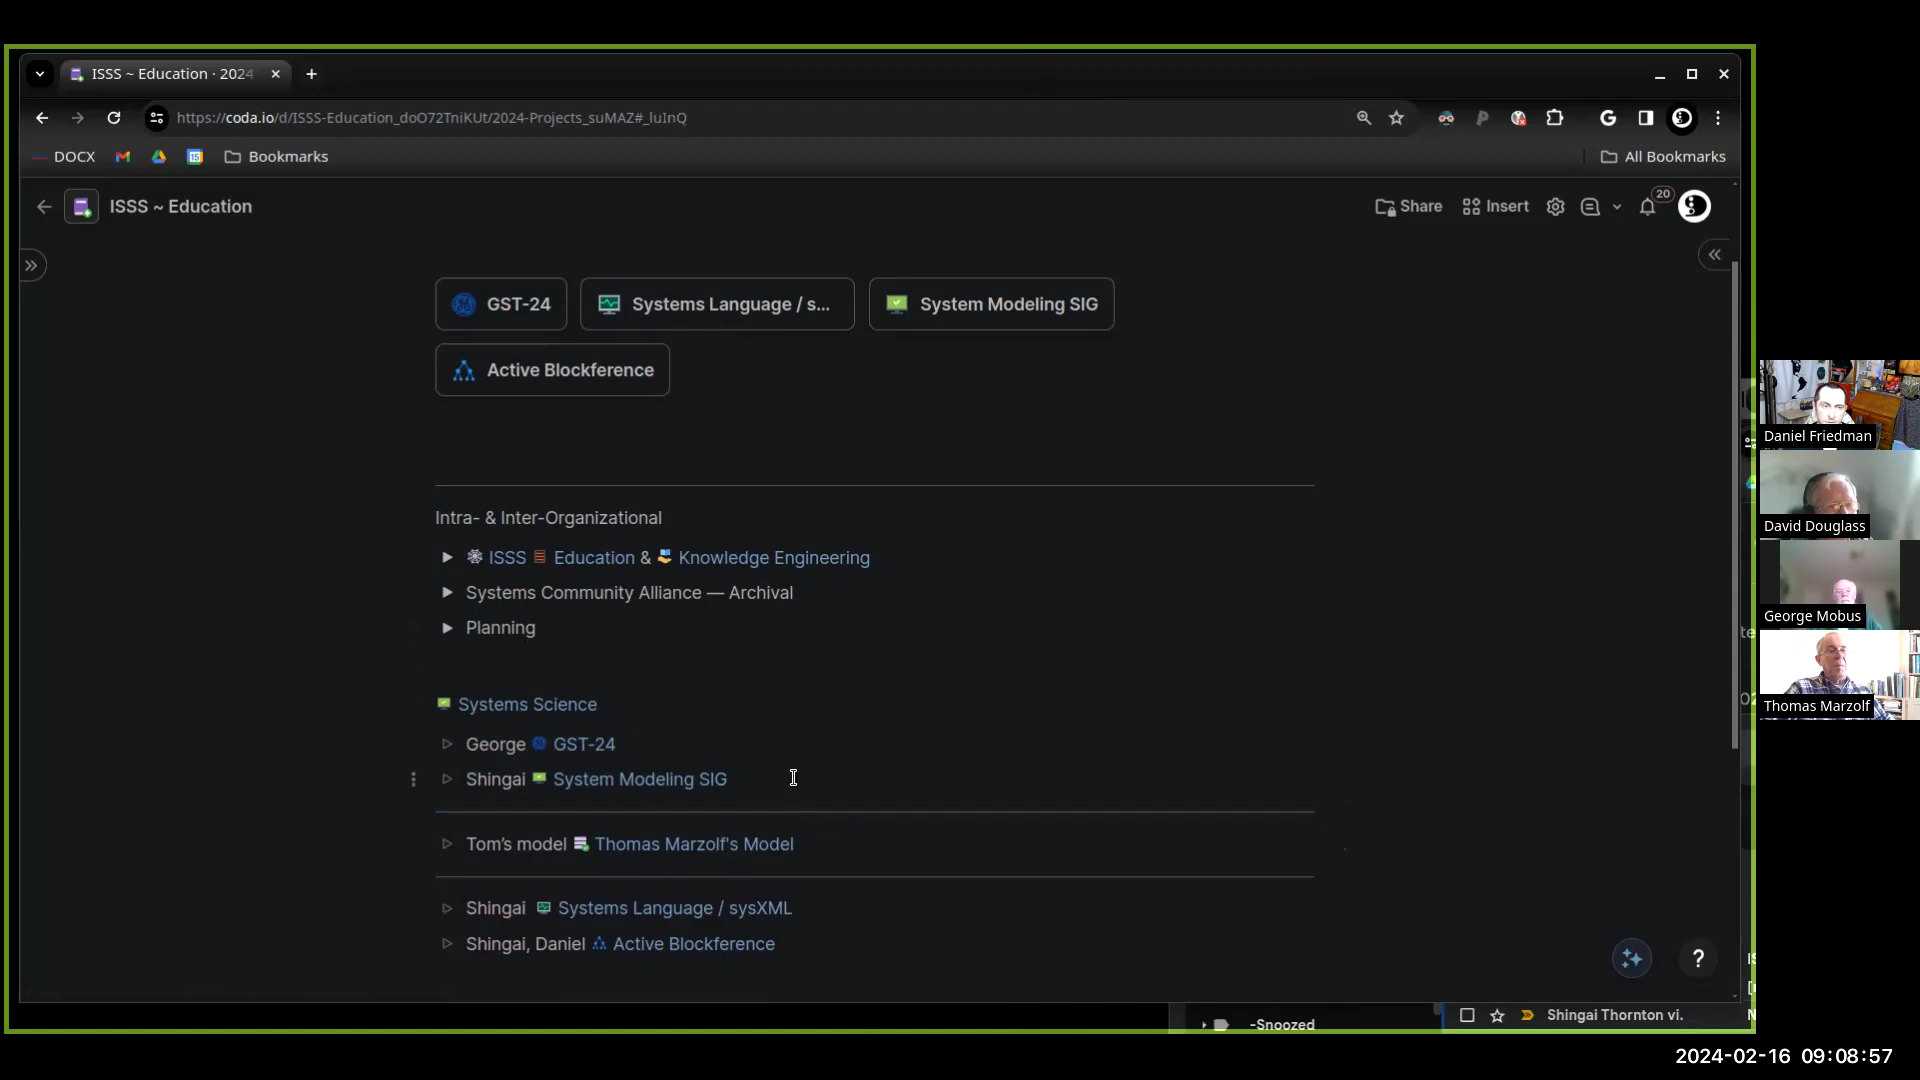 ISSS ~ Education · 2024
https://coda.io/d/ISSS-Education_doO72TniKUt/2024-Projects_suMAZ#_luInQ
DOCX
15
Bookmarks
All Bookmarks
ISSS ~ Education
Share
Insert
20
GST-24
Systems Language / s...
System Modeling SIG
Active Blockference
Intra- & Inter-Organizational
ISSS Education & Knowledge Engineering
Systems Community Alliance — Archival
Planning
Systems Science
George GST-24
Shingai System Modeling SIG
Tom's model Thomas Marzolf's Model
Shingai Systems Language / sysXML
Shingai, Daniel Active Blockference
?
-Snoozed
Shingai Thornton vi.
Daniel Friedman
David Douglass
George Mobus
Thomas Marzolf
2024-02-16 09:08:57